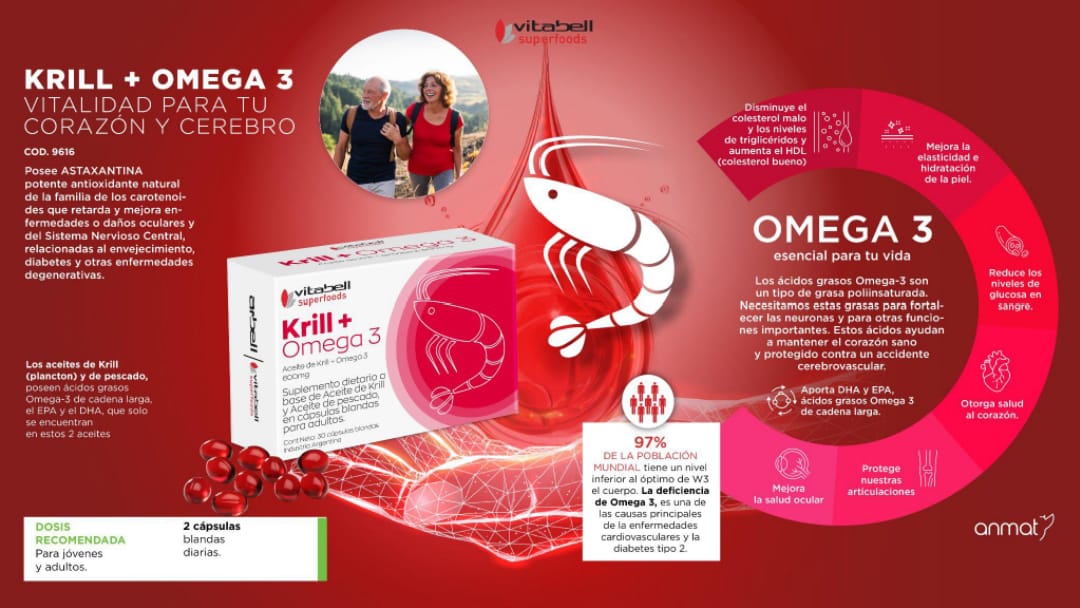 vitabell
superfoods
KRILL + OMEGA 3
VITALIDAD PARA TU
CORAZÓN Y CEREBRO
COD. 9616
Posee ASTAXANTINA
potente antioxidante natural
de la familia de los carotenoi-
des que retarda y mejora en-
fermedades o daños oculares y
del Sistema Nervioso Central,
relacionadas al envejecimiento,
diabetes y otras enfermedades
degenerativas.
Los aceites de Krill
(plancton) y de pescado,
poseen ácidos grasos
Omega-3 de cadena larga,
el EPA y el DHA, que solo
se encuentran
en estos 2 aceites
vitabell
Krill + Omega 3
arbell | vitabell
superfoods
vitabell
superfoods
Krill +
Omega 3
Aceite de Krill – Omega 3
600mg
Suplemento dietario a
base de Aceite de Krill
y Aceite de pescado,
en cápsulas blandas
para adultos.
Cont Neto: 30 cápsulas blandas
Industria Argentina
DOSIS
RECOMENDADA
Para jóvenes
y adultos.
2 cápsulas
blandas
diarias.
97%
DE LA POBLACIÓN
MUNDIAL tiene un nivel
inferior al óptimo de W3
el cuerpo. La deficiencia
de Omega 3, es una de
las causas principales
de la enfermedades
cardiovasculares y la
diabetes tipo 2.
OMEGA 3
esencial para tu vida
Los ácidos grasos Omega-3 son
un tipo de grasa poliinsaturada.
Necesitamos estas grasas para fortal-
ecer las neuronas y para otras funcio-
nes importantes. Estos ácidos ayudan
a mantener el corazón sano
y protegido contra un accidente
cerebrovascular.
Aporta DHA y EPA,
ácidos grasos Omega 3
de cadena larga.
Disminuye el
colesterol malo
y los niveles
de triglicéridos y
aumenta el HDL
(colesterol bueno)
Mejora la
elasticidad e
hidratación
de la piel.
Reduce los
niveles de
glucosa en
sangre.
Otorga salud
al corazón.
Protege
nuestras
articulaciones
Mejora
la salud ocular
anmat